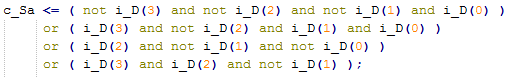 c_Sa <= ( not i_D(3) and not i_D(2) and not i_D(1) and i_D(0) )
or ( i_D(3) and not i_D(2) and i_D(1) and i_D(0) )
or ( i_D(2) and not i_D(1) and not i_D(0) )
or ( i_D(3) and i_D(2) and not i_D(1) );